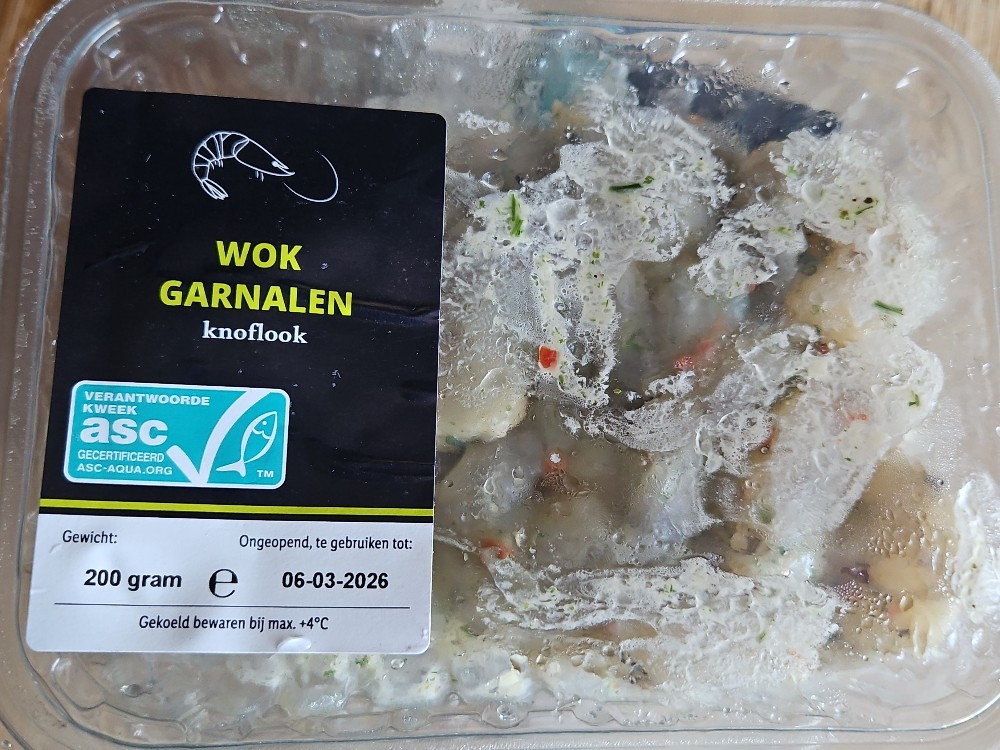 WOK
GARNALEN
knoflook
VERANTWOORDE
KWEEK
asc
GECERTIFICEERD
ASC-AQUA.ORG
TM
Gewicht:
Ongeopend, te gebruiken tot:
200 gram ℮ 06-03-2026
Gekoeld bewaren bij max. +4°C